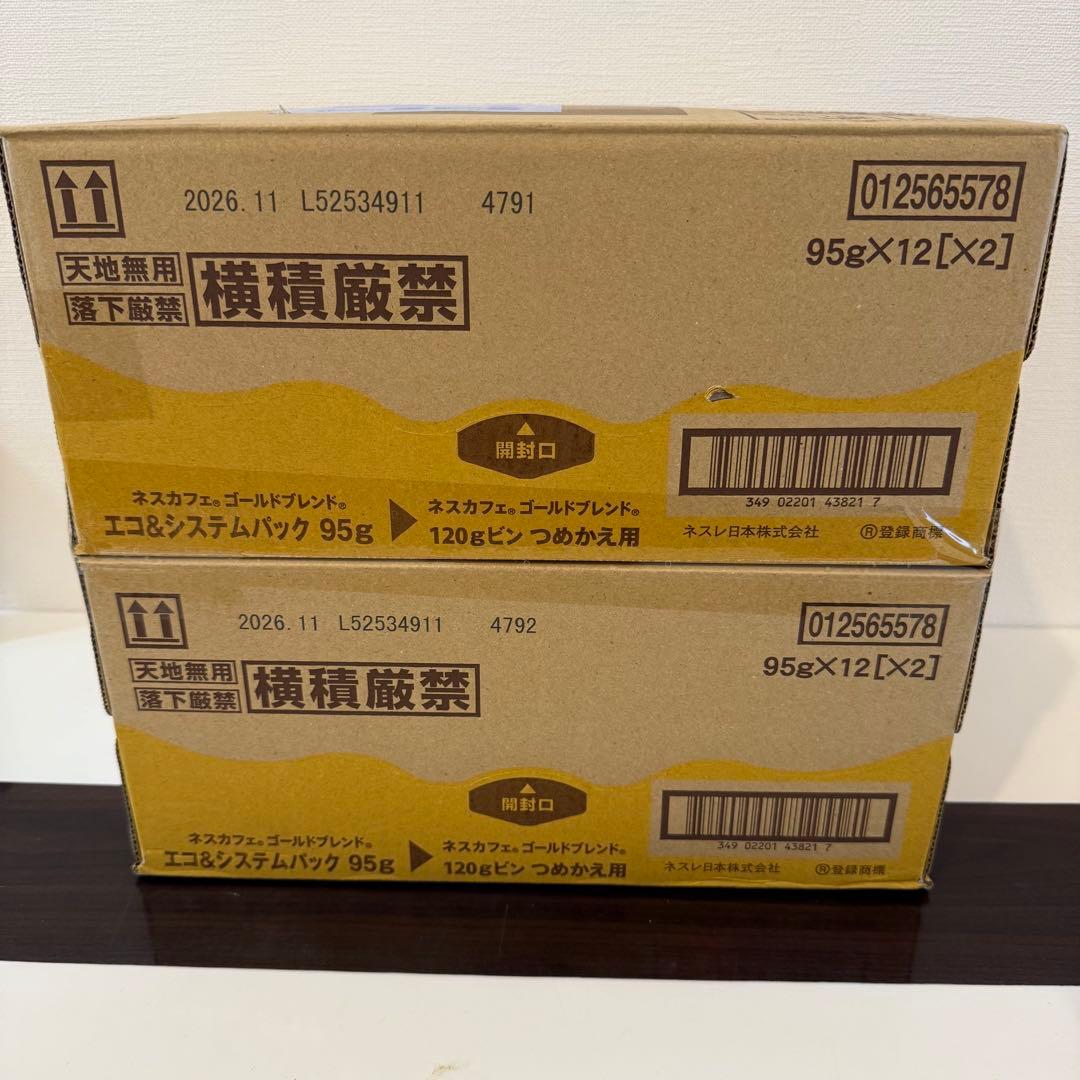 2026.11 L52534911 4791
012565578
95g×12[×2]
天地無用
落下厳禁
横積厳禁
開封口
ネスカフェ®ゴールドブレンド®
エコ&システムパック 95g
ネスカフェ®ゴールドブレンド®
120gビン つめかえ用
349 02201 43821 7
ネスレ日本株式会社
®登録商標
2026.11 L52534911 4792
012565578
95g×12[×2]
天地無用
落下厳禁
横積厳禁
開封口
ネスカフェ®ゴールドブレンド®
エコ&システムパック 95g
ネスカフェ®ゴールドブレンド®
120gビン つめかえ用
349 02201 43821 7
ネスレ日本株式会社
®登録商標